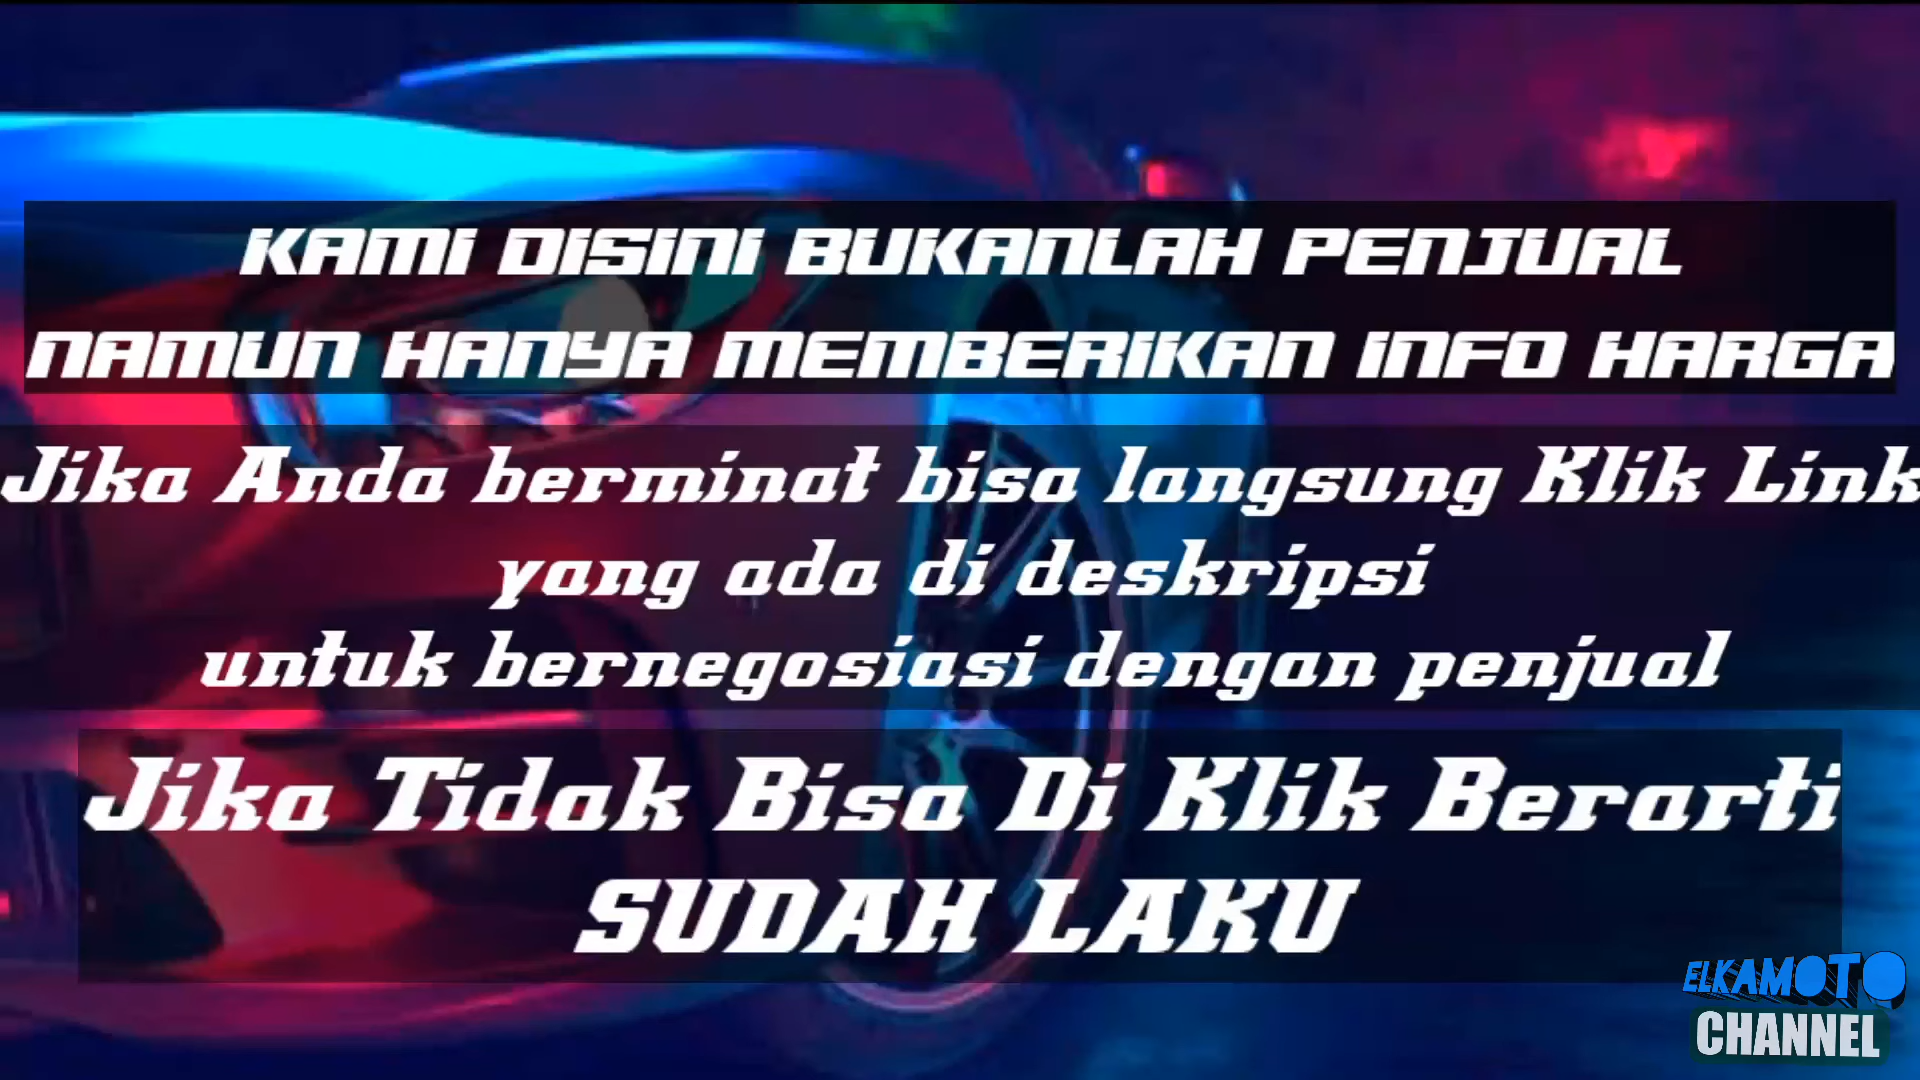 KAMI DISINI BUKANLAH PENJUAL
NAMUN HANYA MEMBERIKAN INFO HARGA
Jika Anda berminat bisa langsung Klik Link
yang ada di deskripsi
untuk bernegosiasi dengan penjual
Jika Tidak Bisa Di Klik Berarti
SUDAH LAKU
ELKAMOTO
CHANNEL